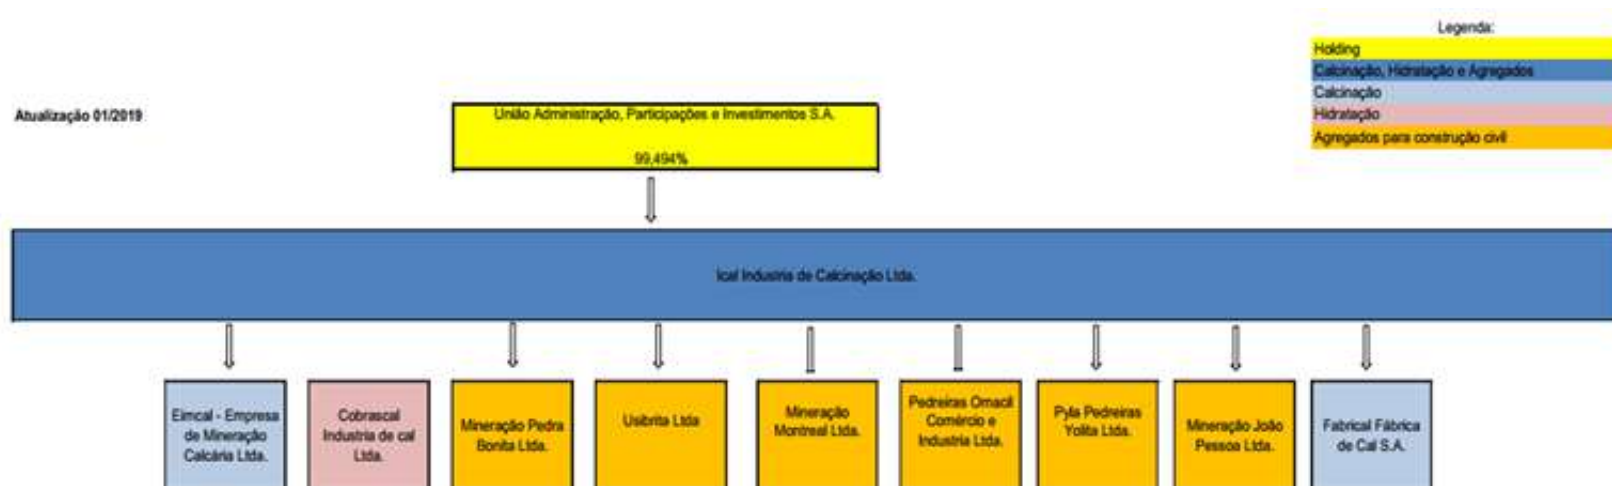 Legenda:
Holding
Calcinação, Hidratação e Agregados
Calcinação
Hidratação
Agregados para construção civil
Atualização 01/2019
União Administração, Participações e Investimentos S.A.
99,494%
Ical Industria de Calcinação Ltda.
Eimcal - Empresa
de Mineração
Calcária Ltda.
Cobrascal
Industria de cal
Ltda.
Mineração Pedra
Bonita Ltda.
Usibrita Ltda
Mineração
Montreal Ltda.
Pedreiras Omacil
Comércio e
Industria Ltda.
Pyla Pedreiras
Yolita Ltda.
Mineração João
Pessoa Ltda.
Fabrical Fábrica
de Cal S.A.